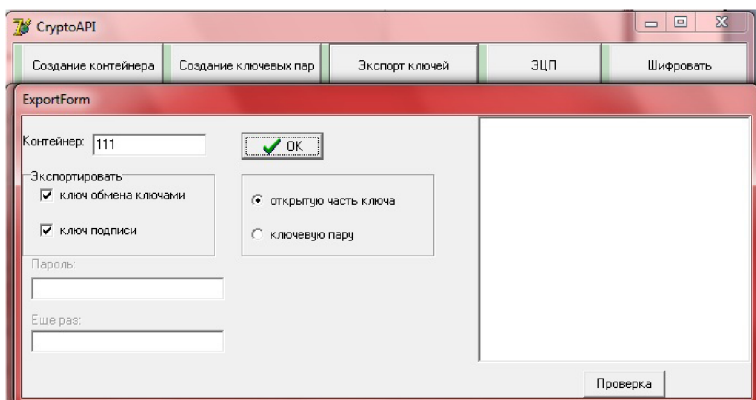 CryptoAPI
Создание контейнера Создание ключевых пар Экспорт ключей ЭЦП Шифровать
ExportForm
Контейнер: 111 OK
Экспортировать
ключ обмена ключами
ключ подписи
открытую часть ключа
ключевую пару
Пароль:
Еше раз:
Проверка